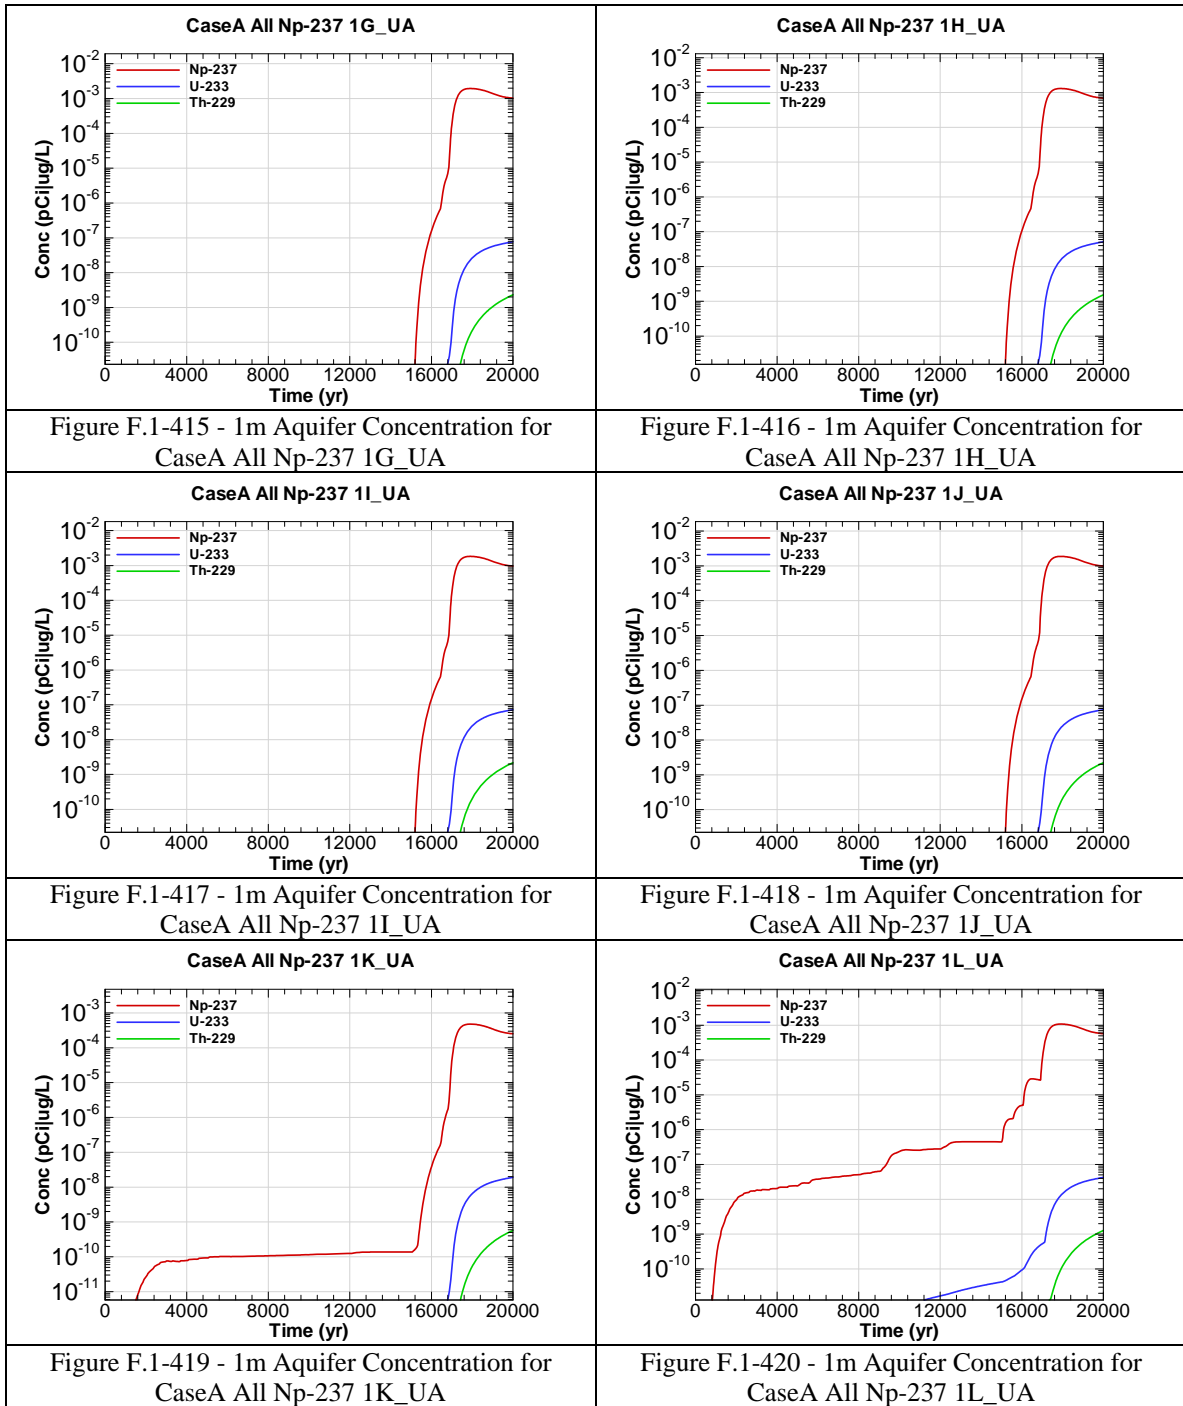 CaseA All Np-237 1G_UA
10-2
10-3
10-4
10-5
10-6
10-7
10-8
10-9
10-10
Conc (pCi|ug/L)
Np-237
U-233
Th-229
0 4000 8000 12000 16000 20000
Time (yr)
Figure F.1-415 - 1m Aquifer Concentration for
CaseA All Np-237 1G_UA
CaseA All Np-237 1H_UA
10-2
10-3
10-4
10-5
10-6
10-7
10-8
10-9
10-10
Conc (pCi|ug/L)
Np-237
U-233
Th-229
0 4000 8000 12000 16000 20000
Time (yr)
Figure F.1-416 - 1m Aquifer Concentration for
CaseA All Np-237 1H_UA
CaseA All Np-237 1I_UA
10-2
10-3
10-4
10-5
10-6
10-7
10-8
10-9
10-10
Conc (pCi|ug/L)
Np-237
U-233
Th-229
0 4000 8000 12000 16000 20000
Time (yr)
Figure F.1-417 - 1m Aquifer Concentration for
CaseA All Np-237 1I_UA
CaseA All Np-237 1J_UA
10-2
10-3
10-4
10-5
10-6
10-7
10-8
10-9
10-10
Conc (pCi|ug/L)
Np-237
U-233
Th-229
0 4000 8000 12000 16000 20000
Time (yr)
Figure F.1-418 - 1m Aquifer Concentration for
CaseA All Np-237 1J_UA
CaseA All Np-237 1K_UA
10-3
10-4
10-5
10-6
10-7
10-8
10-9
10-10
10-11
Conc (pCi|ug/L)
Np-237
U-233
Th-229
0 4000 8000 12000 16000 20000
Time (yr)
Figure F.1-419 - 1m Aquifer Concentration for
CaseA All Np-237 1K_UA
CaseA All Np-237 1L_UA
10-2
10-3
10-4
10-5
10-6
10-7
10-8
10-9
10-10
Conc (pCi|ug/L)
Np-237
U-233
Th-229
0 4000 8000 12000 16000 20000
Time (yr)
Figure F.1-420 - 1m Aquifer Concentration for
CaseA All Np-237 1L_UA